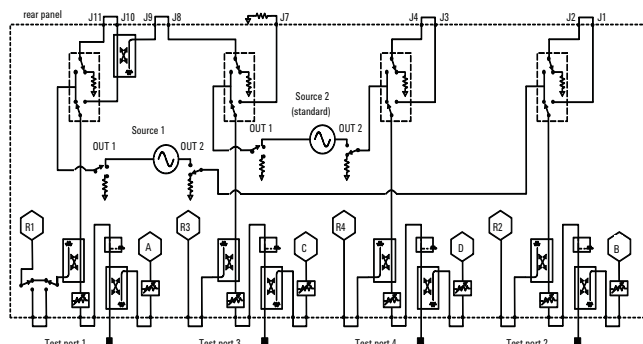 rear panel
J11 J10 J9 J8 J7 J4 J3 J2 J1
Source 1
Source 2
(standard)
OUT 1 OUT 2
OUT 1 OUT 2
R1 A R3 C R4 D R2 B
Test port 1 Test port 3 Test port 4 Test port 2